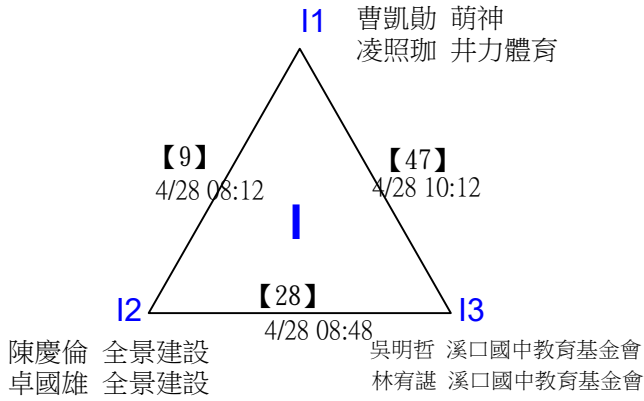 I1
曹凱勛 萌神
凌照珈 井力體育
【9】
4/28 08:12
【47】
4/28 10:12
I
【28】
4/28 08:48
I2
I3
陳慶倫 全景建設
卓國雄 全景建設
吳明哲 溪口國中教育基金會
林宥諶 溪口國中教育基金會